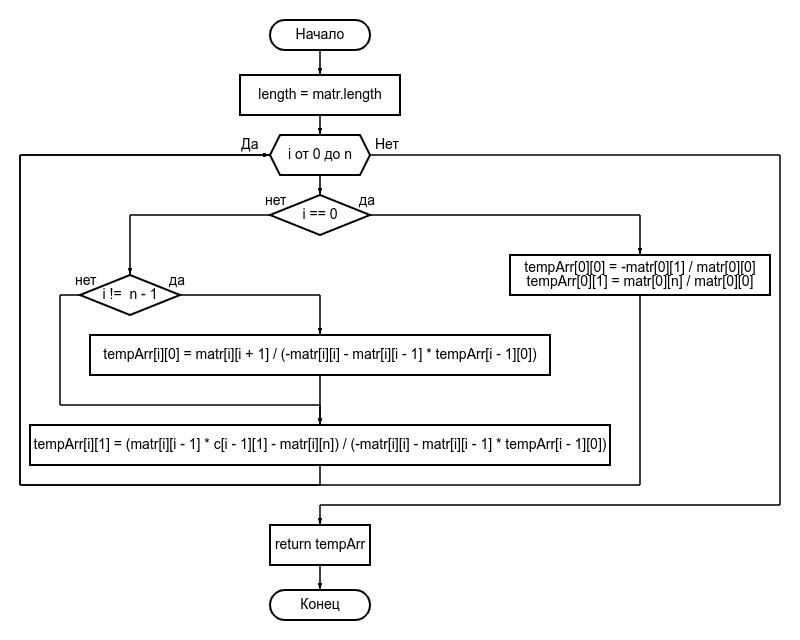 Начало
length = matr.length
Да
i от 0 до n
Нет
нет
i == 0
да
tempArr[0][0] = -matr[0][1] / matr[0][0]
tempArr[0][1] = matr[0][n] / matr[0][0]
нет
i != n - 1
да
tempArr[i][0] = matr[i][i + 1] / (-matr[i][i] - matr[i][i - 1] * tempArr[i - 1][0])
tempArr[i][1] = (matr[i][i - 1] * c[i - 1][1] - matr[i][n]) / (-matr[i][i] - matr[i][i - 1] * tempArr[i - 1][0])
return tempArr
Конец